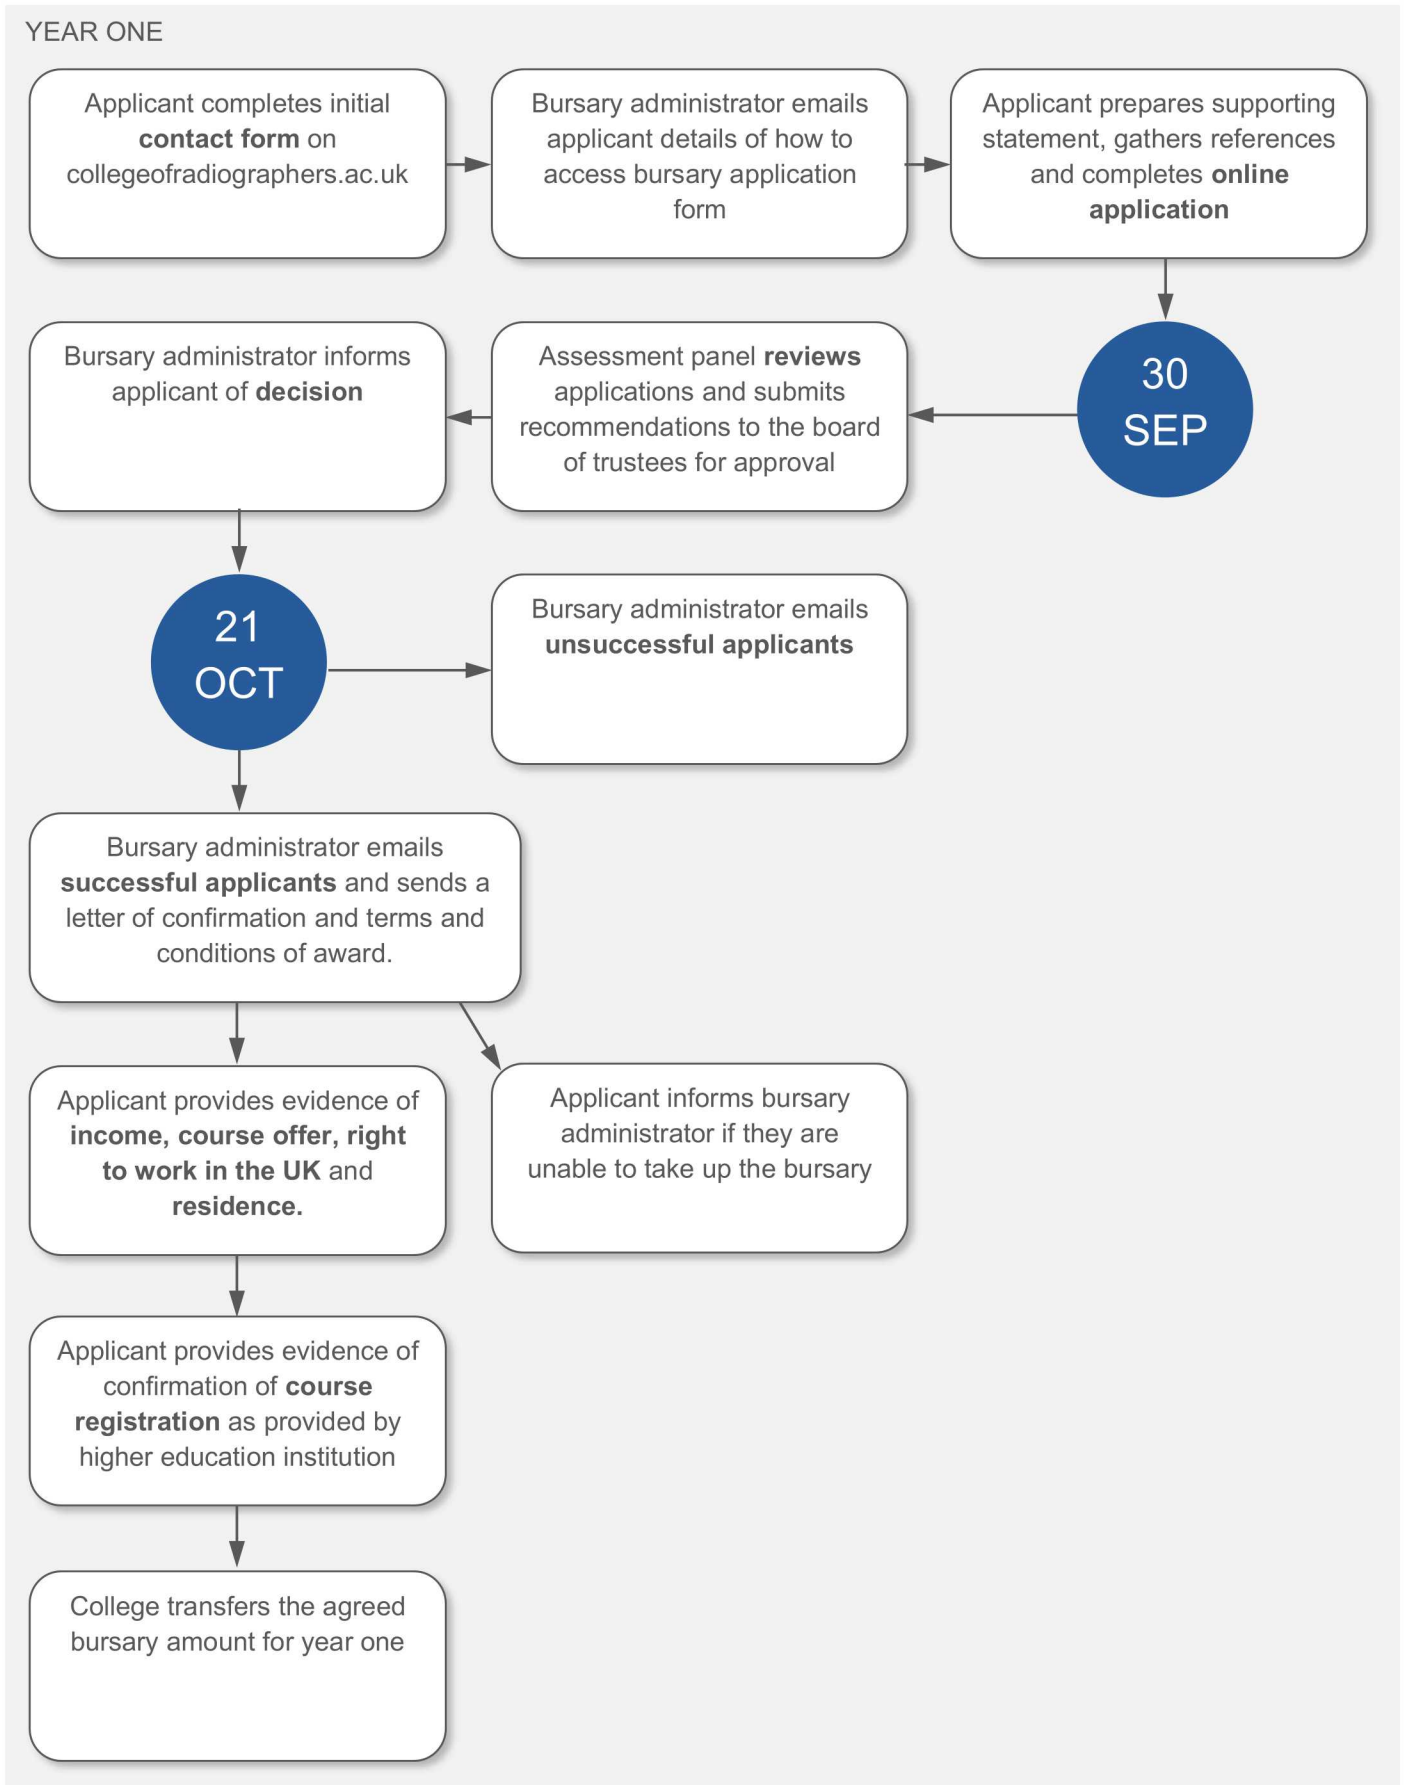 YEAR ONE
Applicant completes initial
contact form on
collegeofradiographers.ac.uk
Bursary administrator emails
applicant details of how to
access bursary application
form
Applicant prepares supporting
statement, gathers references
and completes online
application
30
SEP
Assessment panel reviews
applications and submits
recommendations to the board
of trustees for approval
Bursary administrator informs
applicant of decision
21
OCT
Bursary administrator emails
unsuccessful applicants
Bursary administrator emails
successful applicants and sends a
letter of confirmation and terms and
conditions of award.
Applicant provides evidence of
income, course offer, right
to work in the UK and
residence.
Applicant informs bursary
administrator if they are
unable to take up the bursary
Applicant provides evidence of
confirmation of course
registration as provided by
higher education institution
College transfers the agreed
bursary amount for year one